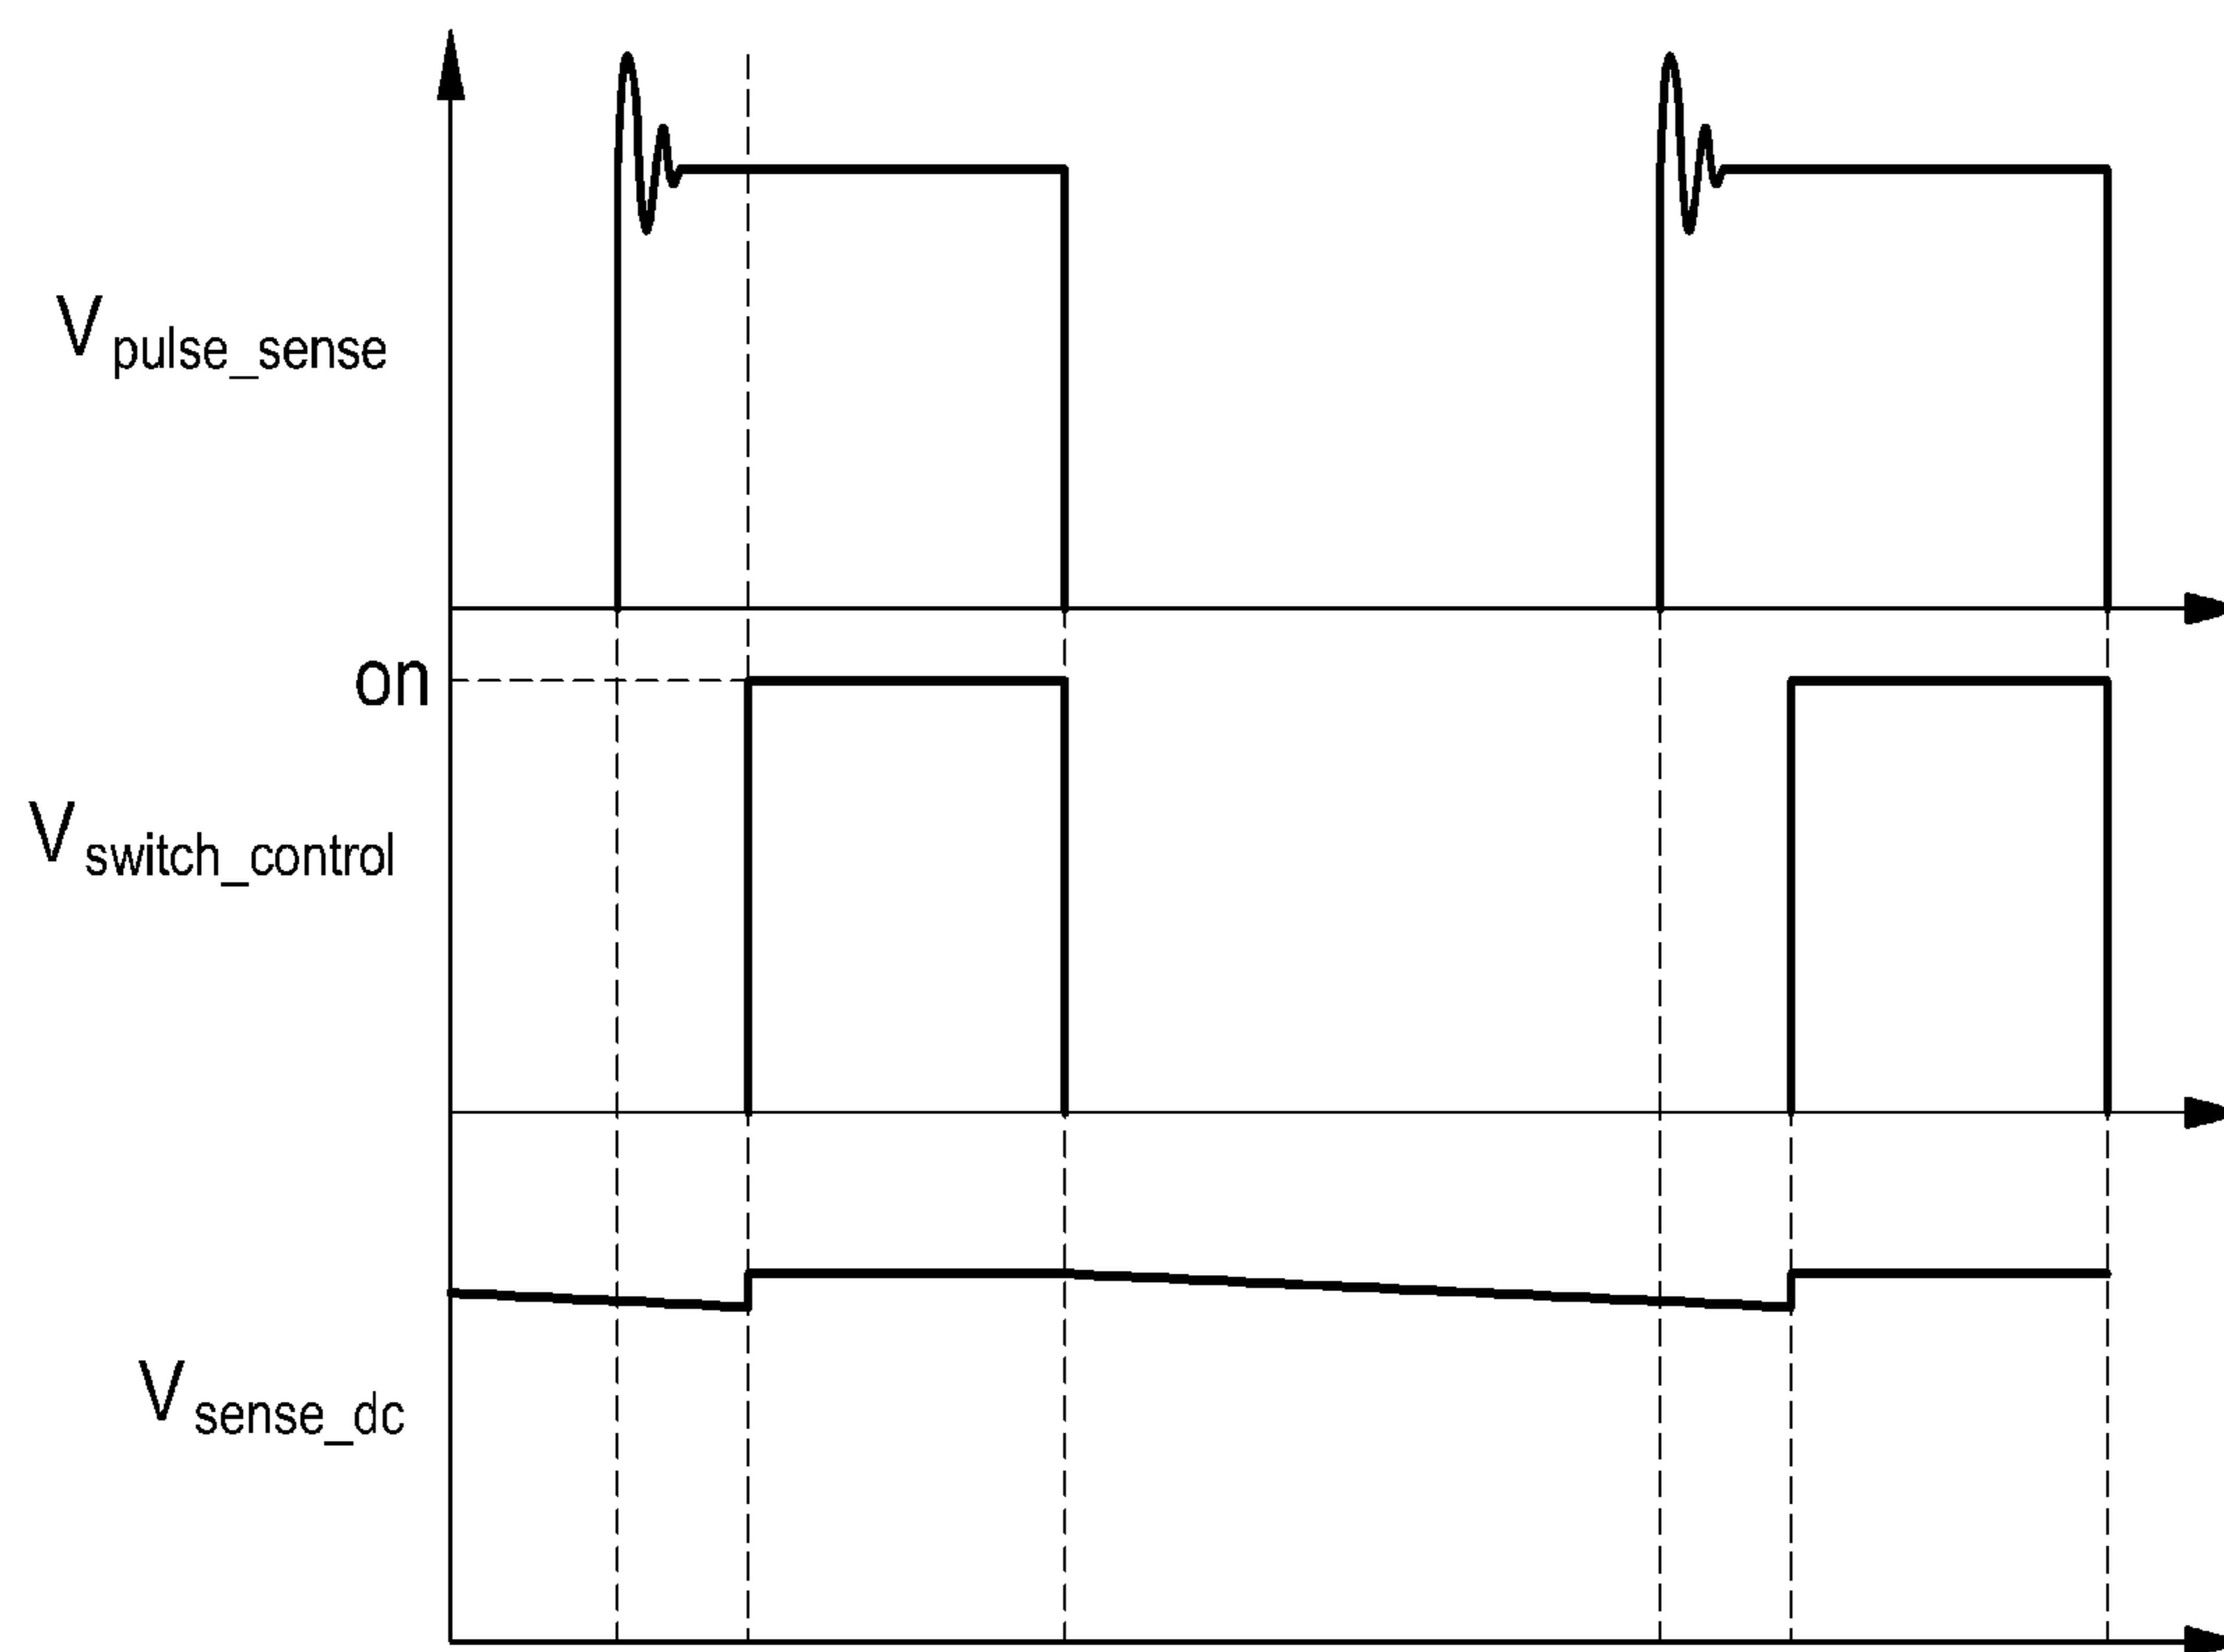 V pulse_sense
on
V switch_control
V sense_dc